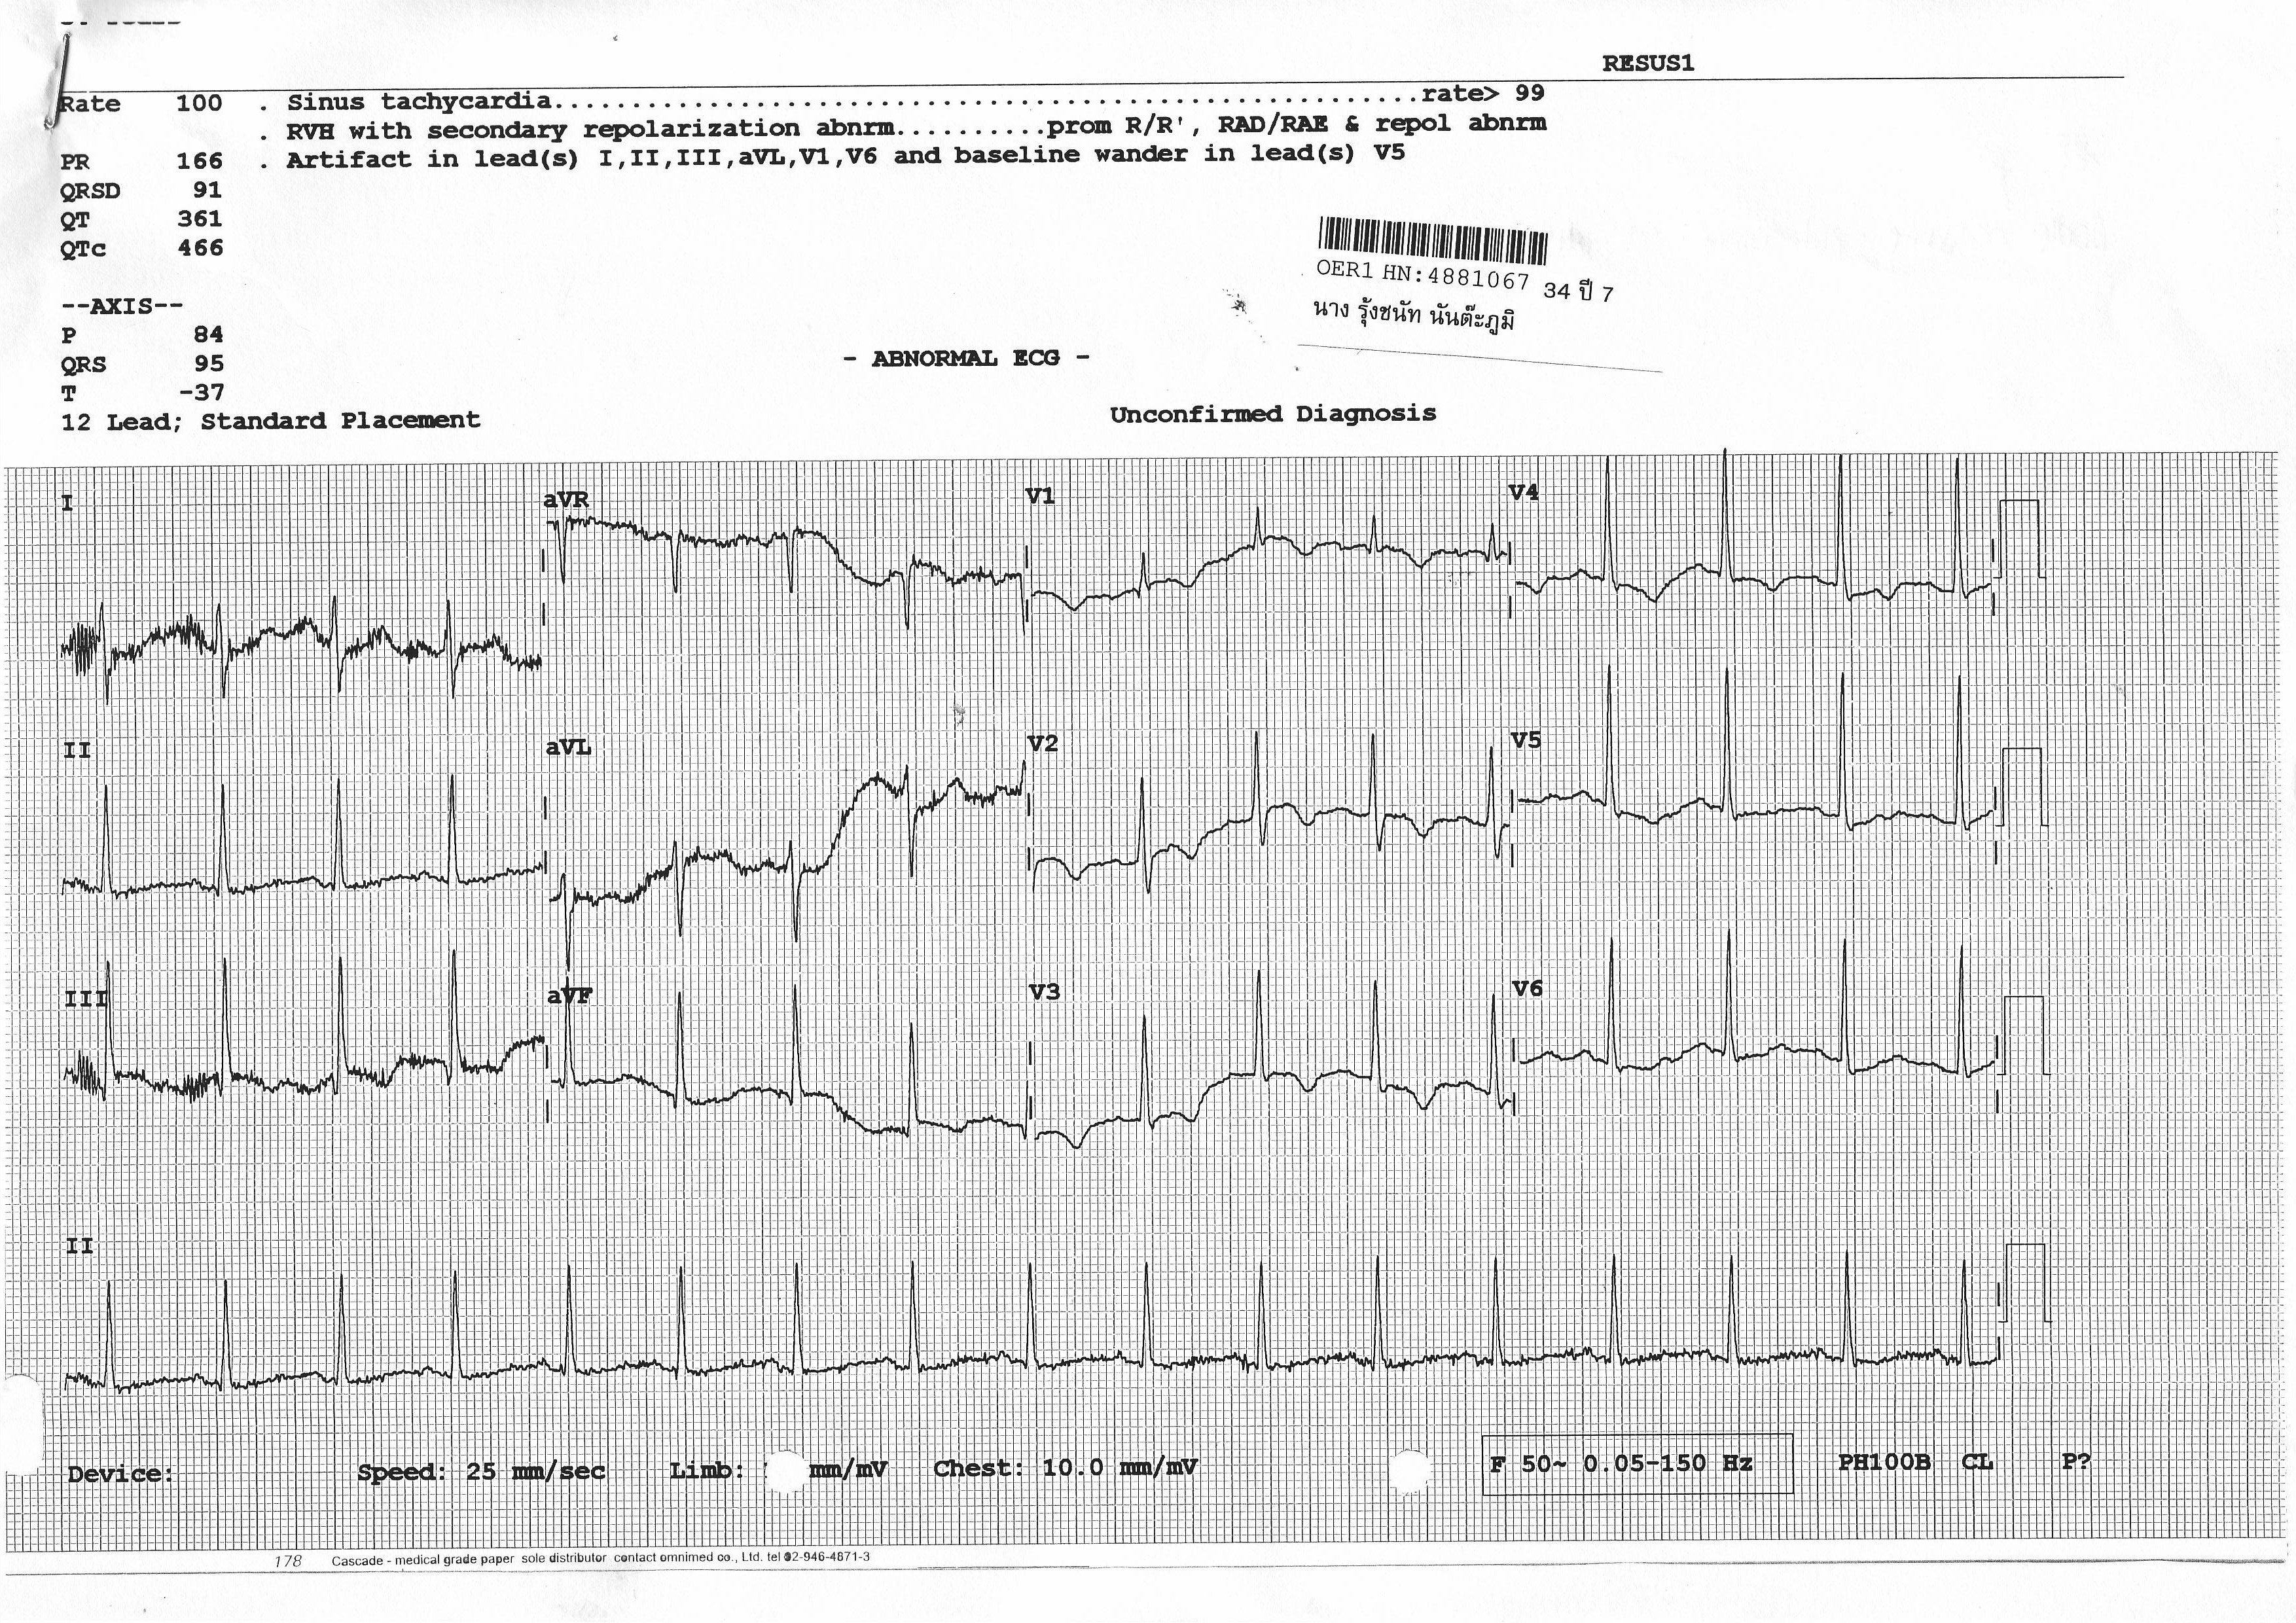 RESUS1
Rate 100 . Sinus tachycardia......................................................rate> 99
. RVH with secondary repolarization abnrm..........prom R/R', RAD/RAE & repol abnrm
PR 166 . Artifact in lead(s) I,II,III,aVL,V1,V6 and baseline wander in lead(s) V5
QRSD 91
QT 361
QTc 466
OER1 HN:4881067 34 ปี 7
นาง รุ้งชนัท นันต๊ะภูมิ
--AXIS--
P 84
QRS 95
T -37
- ABNORMAL ECG -
12 Lead; Standard Placement
Unconfirmed Diagnosis
I aVR V1 V4
II aVL V2 V5
III aVF V3 V6
II
Device: Speed: 25 mm/sec Limb: mm/mV Chest: 10.0 mm/mV F 50~ 0.05-150 Hz PH100B CL P?
178 Cascade - medical grade paper sole distributor contact omnimed co., Ltd. tel 02-946-4871-3